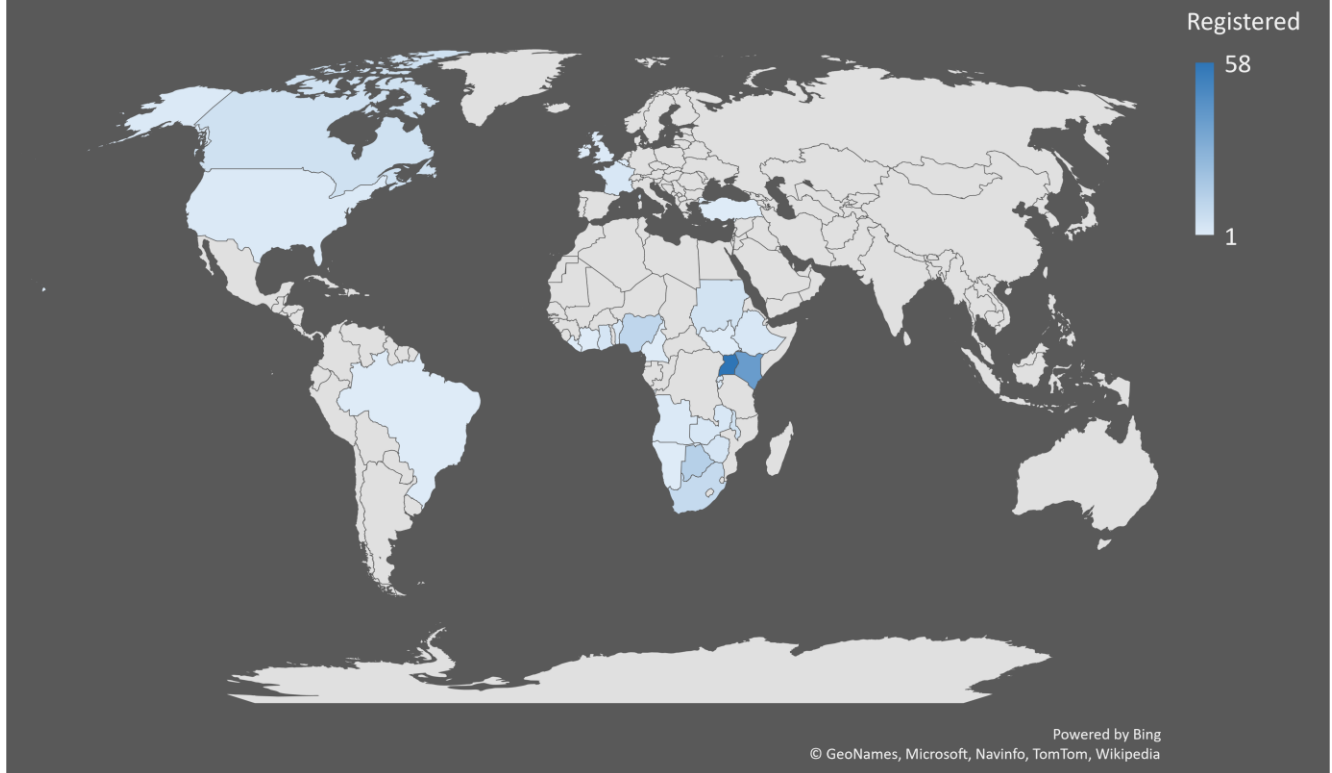 Registered
58
1
Powered by Bing
© GeoNames, Microsoft, Navinfo, TomTom, Wikipedia